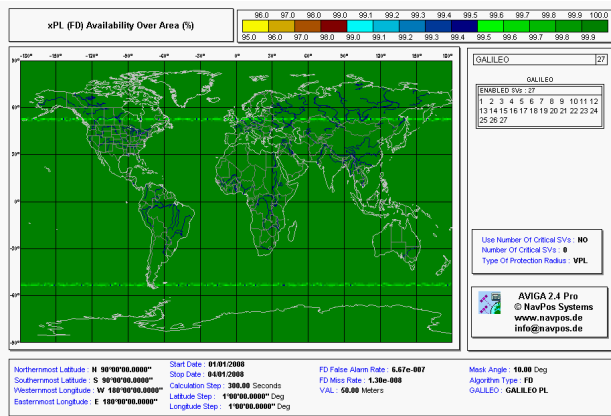 xPL (FD) Availability Over Area (%)
96.0 97.0 98.0 99.0 99.1 99.2 99.3 99.4 99.5 99.6 99.7 99.8 99.9 100.0
95.0 96.0 97.0 98.0 99.0 99.1 99.2 99.3 99.4 99.5 99.6 99.7 99.8 99.9
GALILEO 27
GALILEO
ENABLED SVs : 27
1 2 3 4 5 6 7 8 9 10 11 12
13 14 15 16 17 18 19 20 21 22 23 24
25 26 27
Use Number Of Critical SVs : NO
Number Of Critical SVs : 0
Type Of Protection Radius : VPL
AVIGA 2.4 Pro
© NavPos Systems
www.navpos.de
info@navpos.de
Northernmost Latitude : N 90°00'00.0000"
Southernmost Latitude : S 90°00'00.0000"
Westernmost Longitude : W 180°00'00.0000"
Easternmost Longitude : E 180°00'00.0000"
Start Date : 01/01/2008
Stop Date : 04/01/2008
Calculation Step : 300.00 Seconds
Latitude Step : 1°00'00.0000" Deg
Longitude Step : 1°00'00.0000" Deg
FD False Alarm Rate : 6.67e-007
FD Miss Rate : 1.30e-008
VAL : 50.00 Meters
Mask Angle : 10.00 Deg
Algorithm Type : FD
GALILEO : GALILEO PL